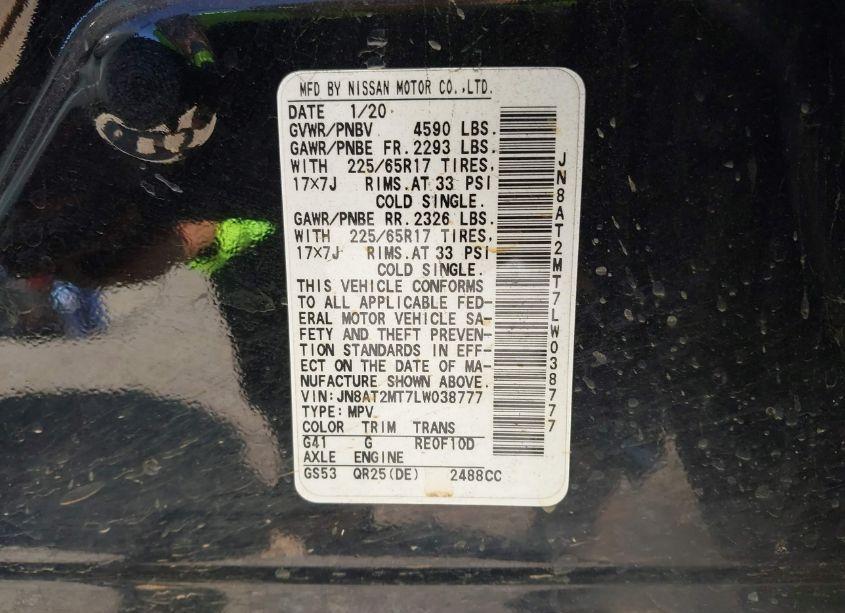 MFD BY NISSAN MOTOR CO.,LTD.
DATE 1/20
GVWR/PNBV 4590 LBS.
GAWR/PNBE FR. 2293 LBS.
WITH 225/65R17 TIRES,
17×7J RIMS.AT 33 PSI
COLD SINGLE.
GAWR/PNBE RR. 2326 LBS.
WITH 225/65R17 TIRES,
17×7J RIMS.AT 33 PSI
COLD SINGLE.
THIS VEHICLE CONFORMS
TO ALL APPLICABLE FED-
ERAL MOTOR VEHICLE SA-
FETY AND THEFT PREVEN-
TION STANDARDS IN EFF-
ECT ON THE DATE OF MA-
NUFACTURE SHOWN ABOVE.
VIN:JN8AT2MT7LW038777
TYPE:MPV
COLOR TRIM TRANS
G41 G RE0F10D
AXLE ENGINE
GS53 QR25(DE) 2488CC
JN8AT2MT7LW038777